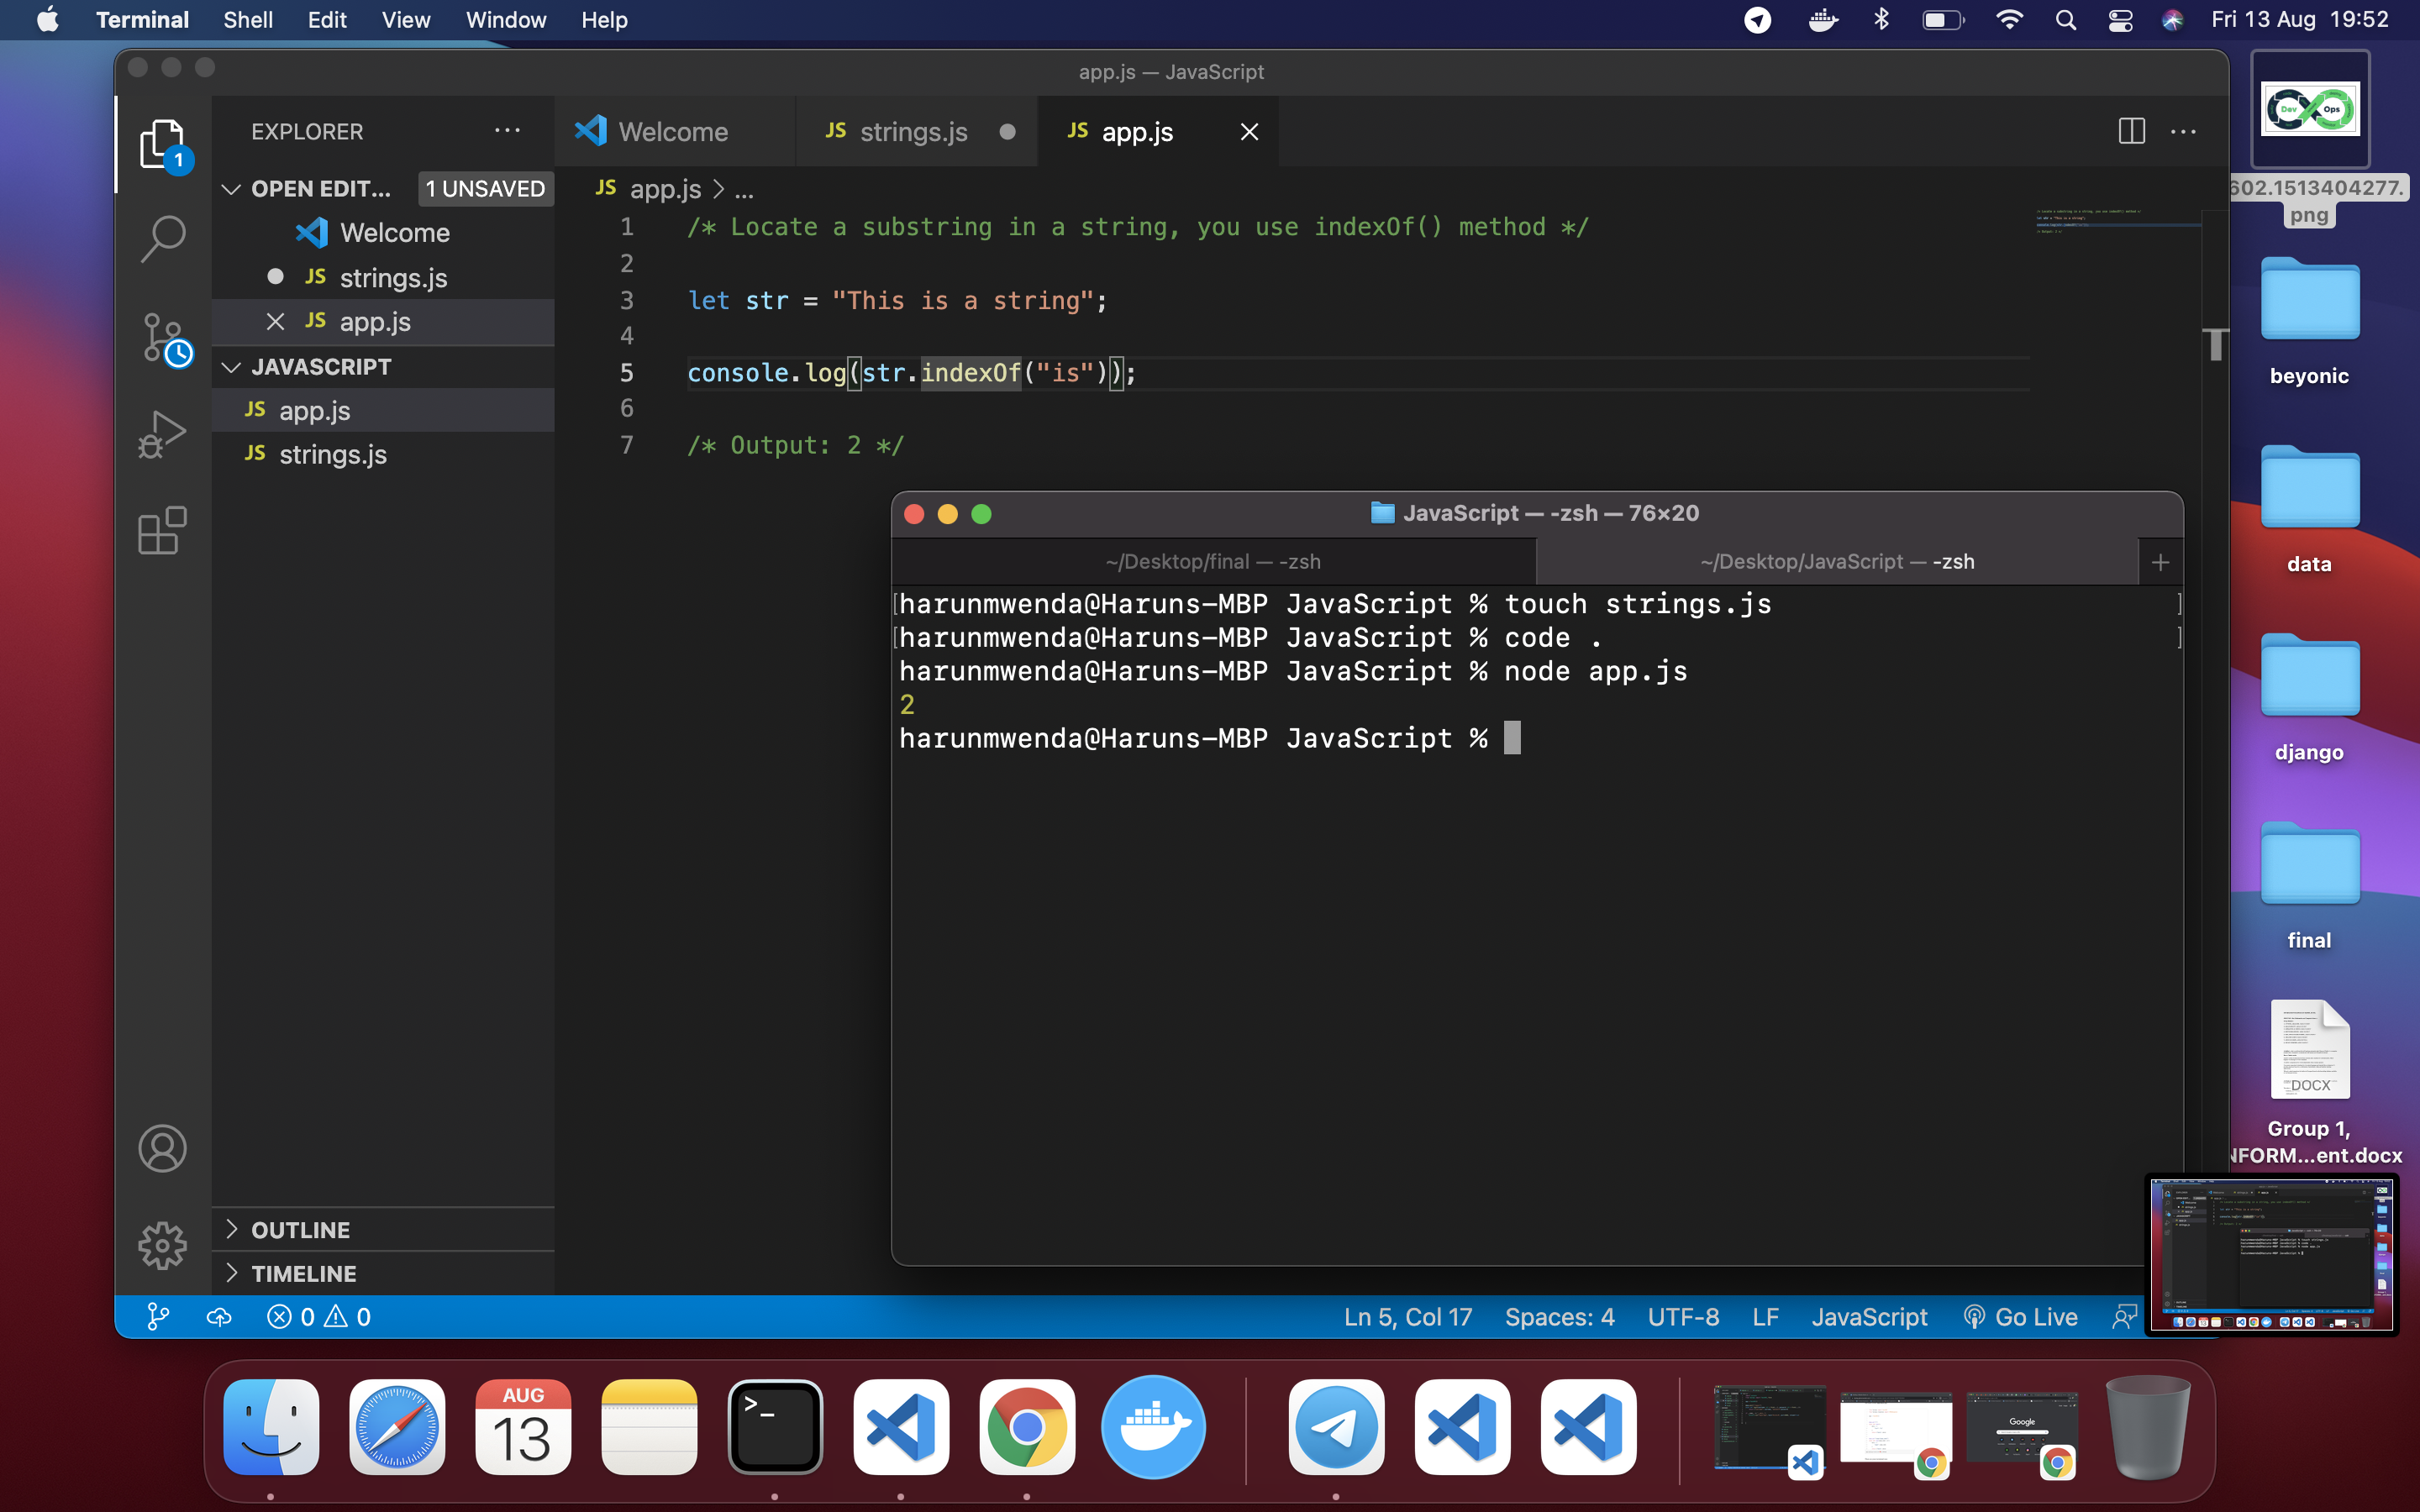 Terminal Shell Edit View Window Help Fri 13 Aug 19:52
app.js — JavaScript
EXPLORER
Welcome
JS strings.js
JS app.js
OPEN EDIT... 1 UNSAVED
Welcome
JS strings.js
JS app.js
JAVASCRIPT
JS app.js
JS strings.js
OUTLINE
TIMELINE
JS app.js > ...
1 /* Locate a substring in a string, you use indexOf() method */
2
3 let str = "This is a string";
4
5 console.log(str.indexOf("is"));
6
7 /* Output: 2 */
JavaScript — -zsh — 76×20
~/Desktop/final — -zsh
~/Desktop/JavaScript — -zsh
[harunmwenda@Haruns-MBP JavaScript % touch strings.js ]
[harunmwenda@Haruns-MBP JavaScript % code . ]
harunmwenda@Haruns-MBP JavaScript % node app.js
2
harunmwenda@Haruns-MBP JavaScript %
Dev Ops
602.1513404277.
png
beyonic
data
django
final
DOCX
Group 1,
NFORM...ent.docx
0 0
Ln 5, Col 17 Spaces: 4 UTF-8 LF JavaScript Go Live
AUG
13
>_
Google
1